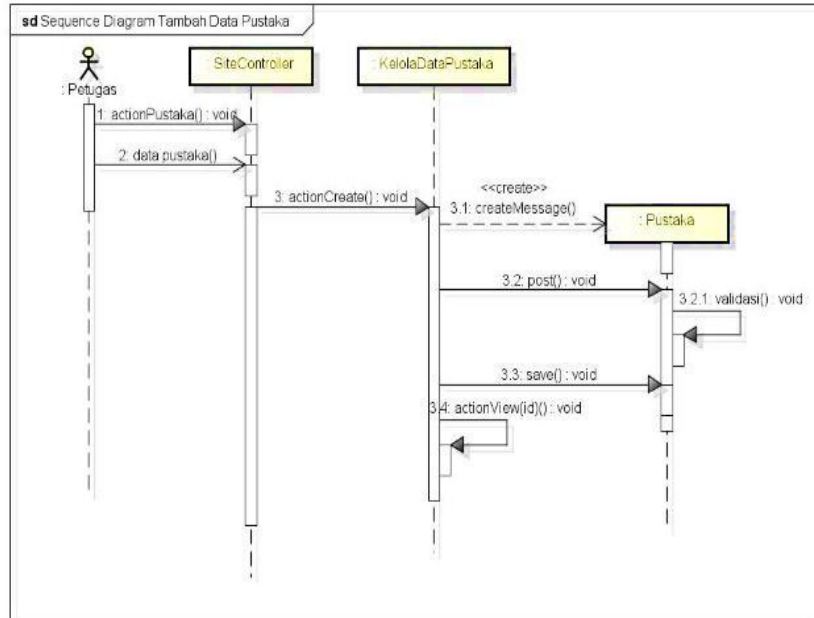 sd Sequence Diagram Tambah Data Pustaka
: Petugas
: SiteController
: KelolaDataPustaka
1: actionPustaka() : void
2: data pustaka()
3: actionCreate() : void
<<create>>
3.1: createMessage()
: Pustaka
3.2: post() : void
3.2.1: validasi() : void
3.3: save() : void
3.4: actionView(id)() : void